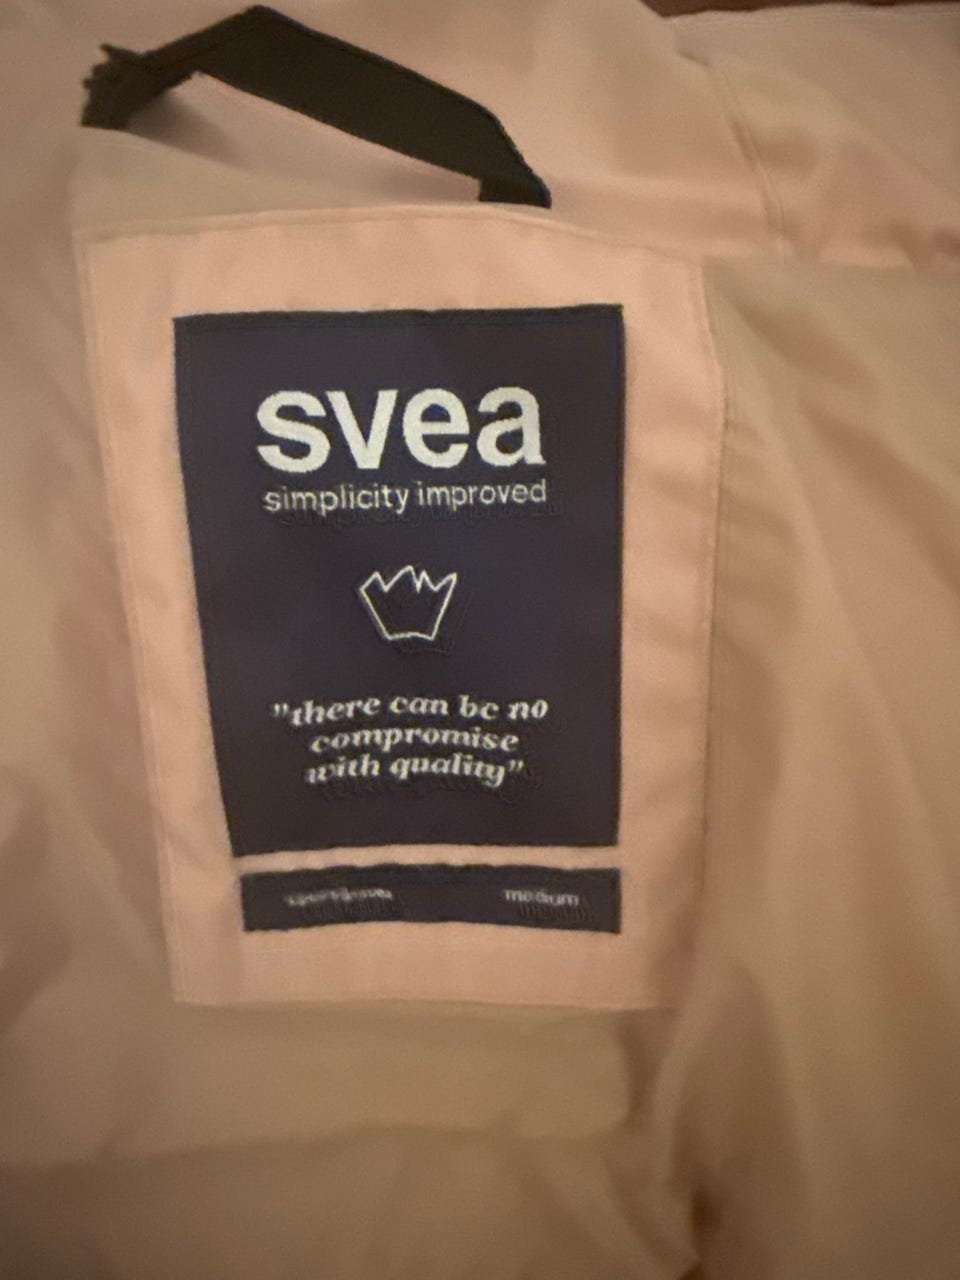 svea
simplicity improved
"there can be no
compromise
with quality"
medium